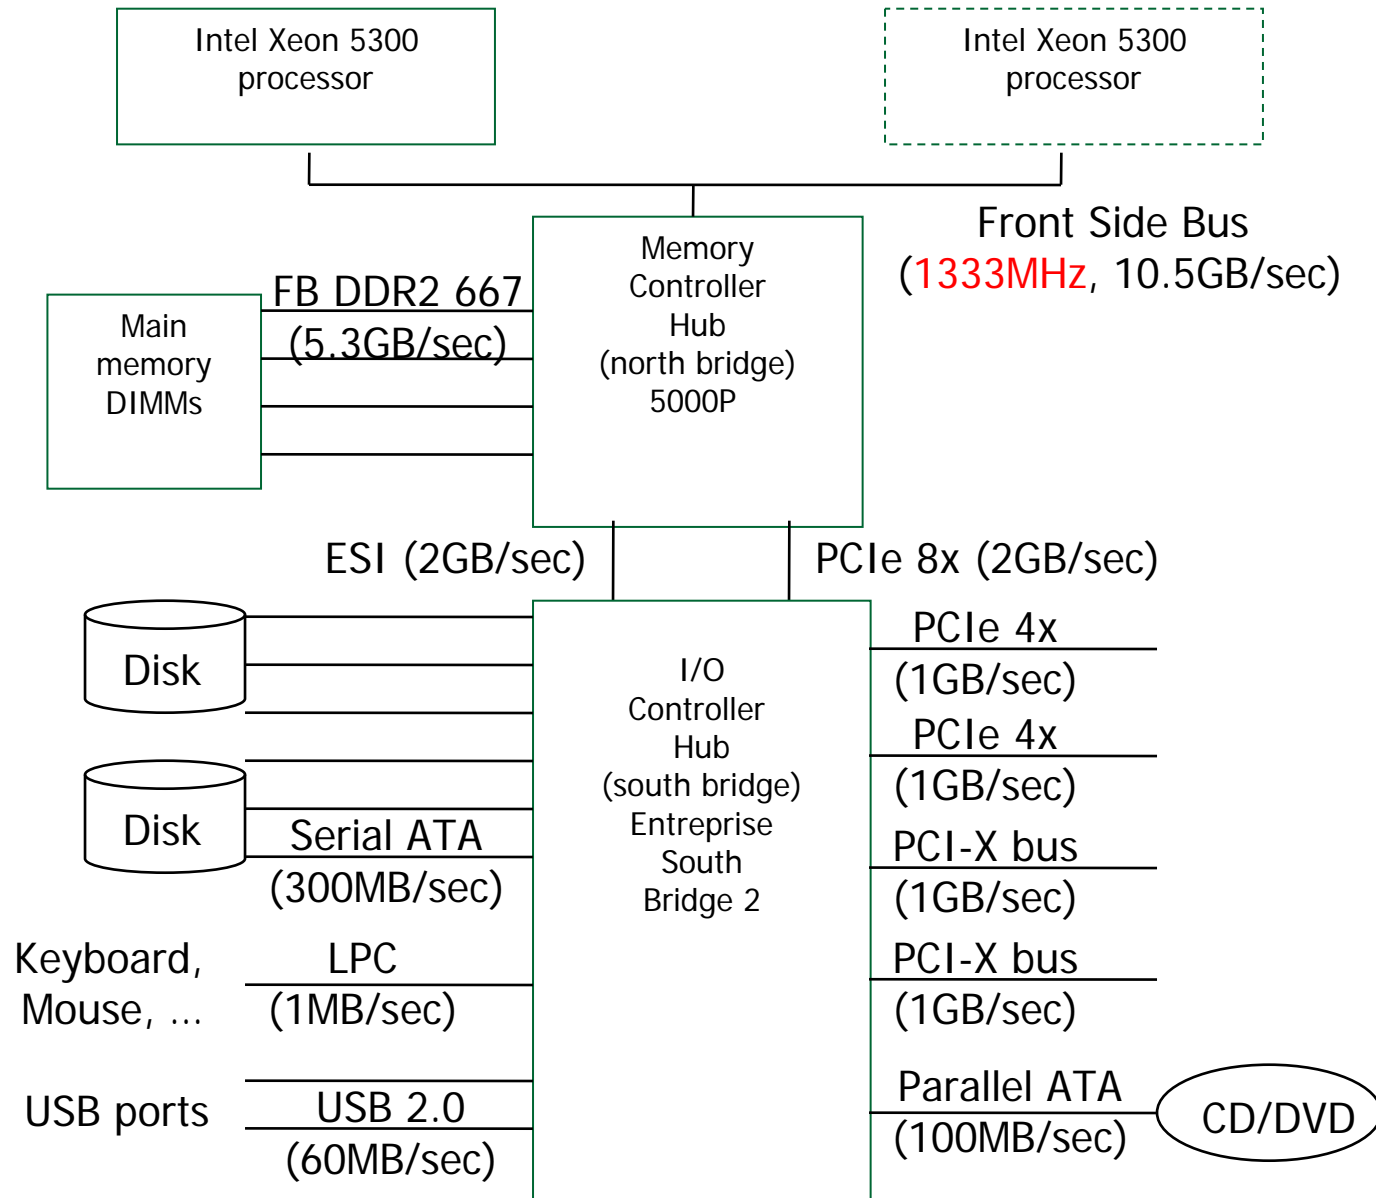 Intel Xeon 5300
processor
Intel Xeon 5300
processor
Front Side Bus
(1333MHz, 10.5GB/sec)
Memory
Controller
Hub
(north bridge)
5000P
FB DDR2 667
(5.3GB/sec)
Main
memory
DIMMs
ESI (2GB/sec)
PCIe 8x (2GB/sec)
Disk
Disk
Serial ATA
(300MB/sec)
Keyboard,
Mouse, ...
LPC
(1MB/sec)
USB ports
USB 2.0
(60MB/sec)
I/O
Controller
Hub
(south bridge)
Entreprise
South
Bridge 2
PCIe 4x
(1GB/sec)
PCIe 4x
(1GB/sec)
PCI-X bus
(1GB/sec)
PCI-X bus
(1GB/sec)
Parallel ATA
(100MB/sec)
CD/DVD